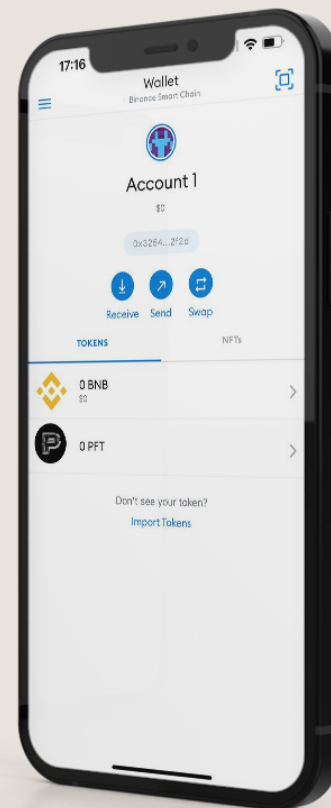 17:16
Wallet
Binance Smart Chain
Account 1
$0
0x3264...2f2d
Receive Send Swap
TOKENS NFTs
0 BNB
$0
0 PFT
Don't see your token?
Import Tokens